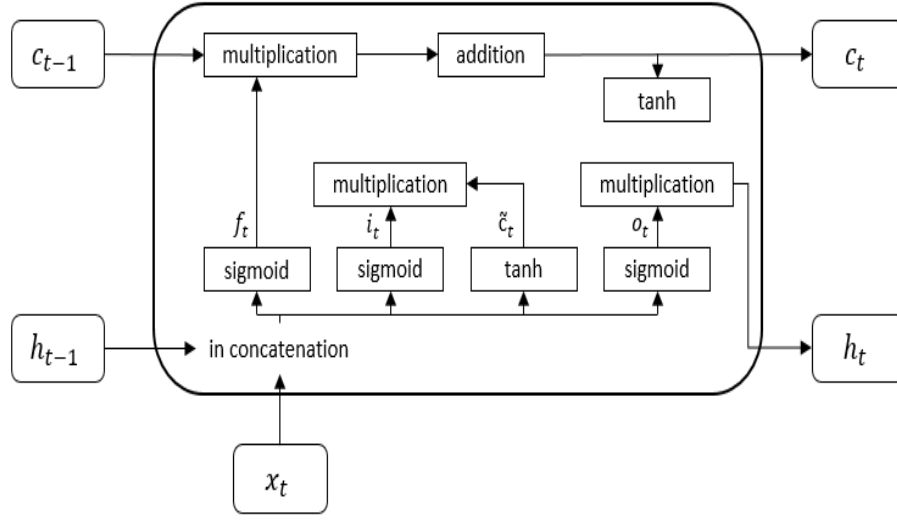 c_{t-1}
multiplication
addition
c_t
tanh
multiplication
multiplication
f_t
i_t
c̃_t
o_t
sigmoid
sigmoid
tanh
sigmoid
h_{t-1}
in concatenation
h_t
x_t